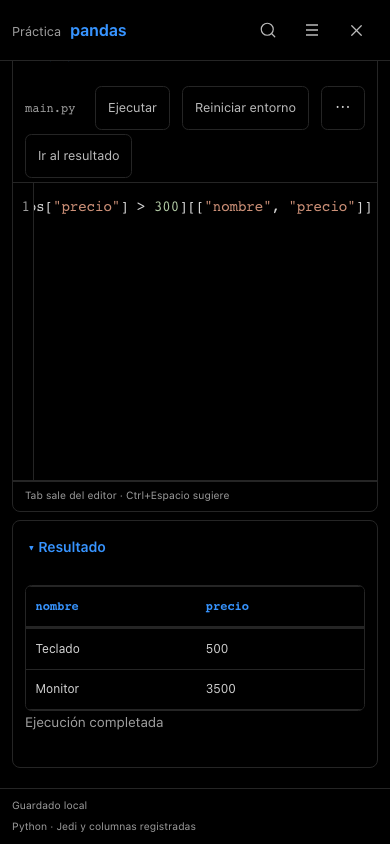 Práctica pandas
main.py Ejecutar Reiniciar entorno ...
Ir al resultado
1 os["precio"] > 300][["nombre", "precio"]]
Tab sale del editor · Ctrl+Espacio sugiere
▾ Resultado
nombre precio
Teclado 500
Monitor 3500
Ejecución completada
Guardado local
Python · Jedi y columnas registradas